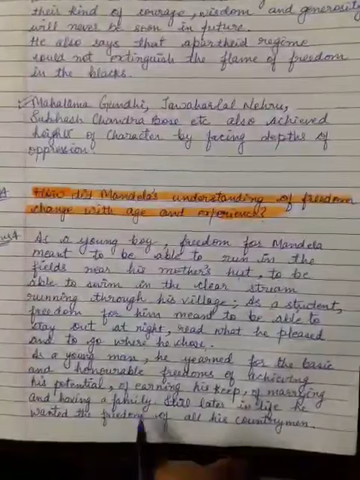 their kind of courage, wisdom and generosity
will never be seen in future.
He also says that apartheid regime
could not extinguish the flame of freedom
in the blacks.
Mahatama Gandhi, Jawaharlal Nehru,
Subhash Chandra Bose etc also achieved
heights of Character by facing depths of
oppression.
How did Mandela's understanding of freedom
change with age and experience?
As a young boy, freedom for Mandela
meant to be able to run in the
fields near his mother's hut, to be
able to swim in the clear stream
running through his village; As a student,
freedom for him meant to be able to
stay out at night, read what he pleased
and to go where he chose.
As a young man, he yearned for the basic
and honourable freedoms of achieving
his potential, of earning his keep, of marrying
and having a family. Still later in life he
wanted the freedom of all his countrymen.